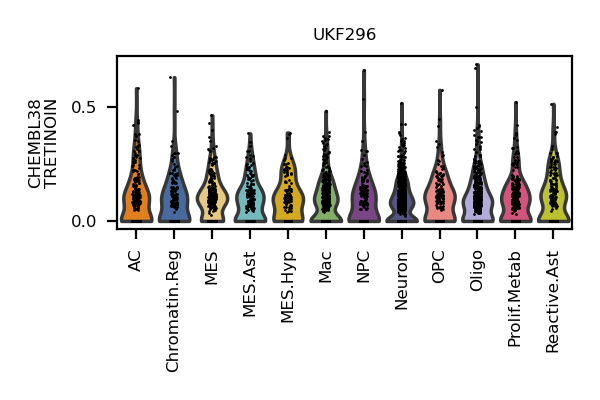 UKF296
CHEMBL38
TRETINOIN
0.5
0.0
AC
Chromatin.Reg
MES
MES.Ast
MES.Hyp
Mac
NPC
Neuron
OPC
Oligo
Prolif.Metab
Reactive.Ast